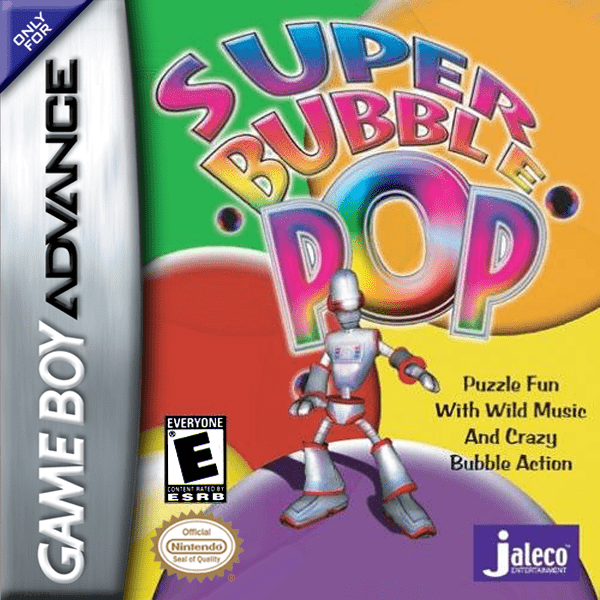 ONLY
FOR
GAME BOY ADVANCE
SUPER
BUBBLE
POP
Puzzle Fun
With Wild Music
And Crazy
Bubble Action
EVERYONE
E
CONTENT RATED BY
ESRB
Official
Nintendo
Seal of Quality
jaleco™
ENTERTAINMENT